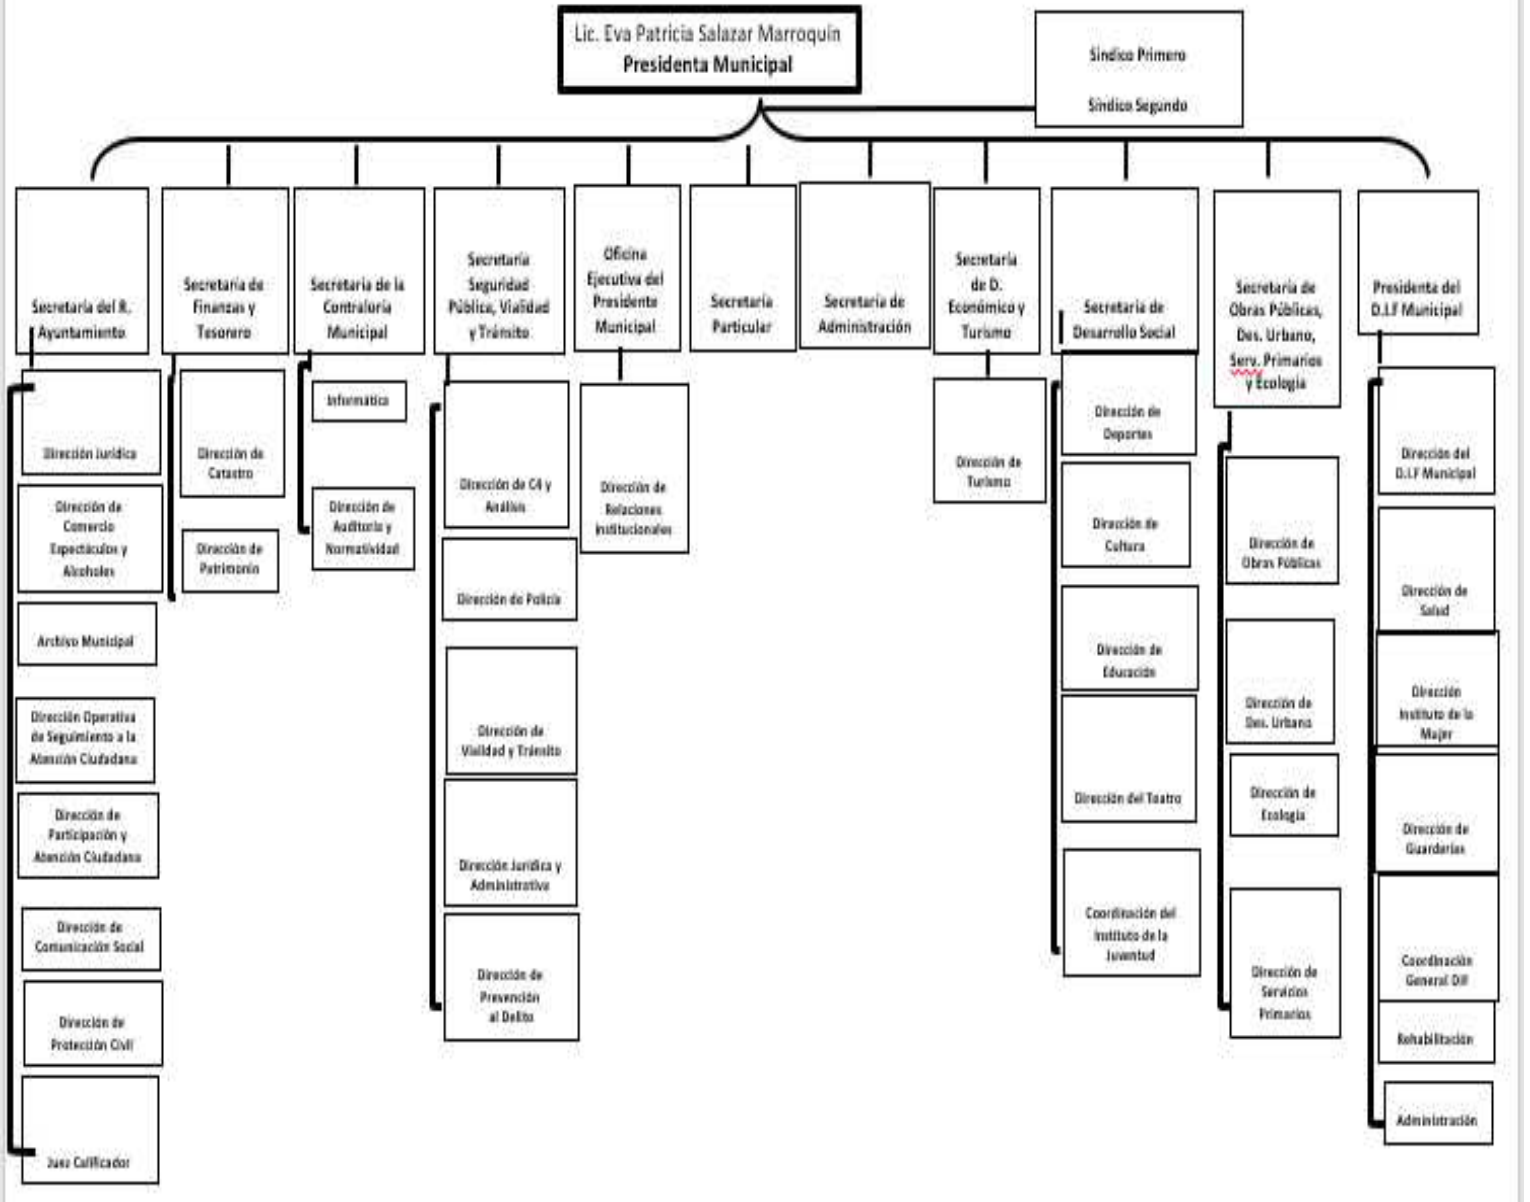 Lic. Eva Patricia Salazar Marroquín
Presidenta Municipal
Síndico Primero
Síndico Segundo
Secretaría del R.
Ayuntamiento
Secretaría de
Finanzas y
Tesorero
Secretaría de la
Contraloría
Municipal
Secretaría
Seguridad
Pública, Vialidad
y Tránsito
Oficina
Ejecutiva del
Presidente
Municipal
Secretaría
Particular
Secretaría de
Administración
Secretaría
de D.
Económico y
Turismo
Secretaría de
Desarrollo Social
Secretaría de
Obras Públicas,
Des. Urbano,
Serv. Primarios
y Ecología
Presidenta del
D.I.F Municipal
Dirección Jurídica
Dirección de
Comercio
Espectáculos y
Alcoholes
Archivo Municipal
Dirección Operativa
de Seguimiento a la
Atención Ciudadana
Dirección de
Participación y
Atención Ciudadana
Dirección de
Comunicación Social
Dirección de
Protección Civil
Juez Calificador
Dirección de
Catastro
Dirección de
Patrimonio
Informática
Dirección de
Auditoría y
Normatividad
Dirección de C4 y
Análisis
Dirección de Policía
Dirección de
Vialidad y Tránsito
Dirección Jurídica y
Administrativa
Dirección de
Prevención
al Delito
Dirección de
Relaciones
Institucionales
Dirección de
Turismo
Dirección de
Deportes
Dirección de
Cultura
Dirección de
Educación
Dirección del Teatro
Coordinación del
Instituto de la
Juventud
Dirección de
Obras Públicas
Dirección de
Des. Urbano
Dirección de
Ecología
Dirección de
Servicios
Primarios
Dirección del
D.I.F Municipal
Dirección de
Salud
Dirección
Instituto de la
Mujer
Dirección de
Guarderías
Coordinación
General DIF
Rehabilitación
Administración